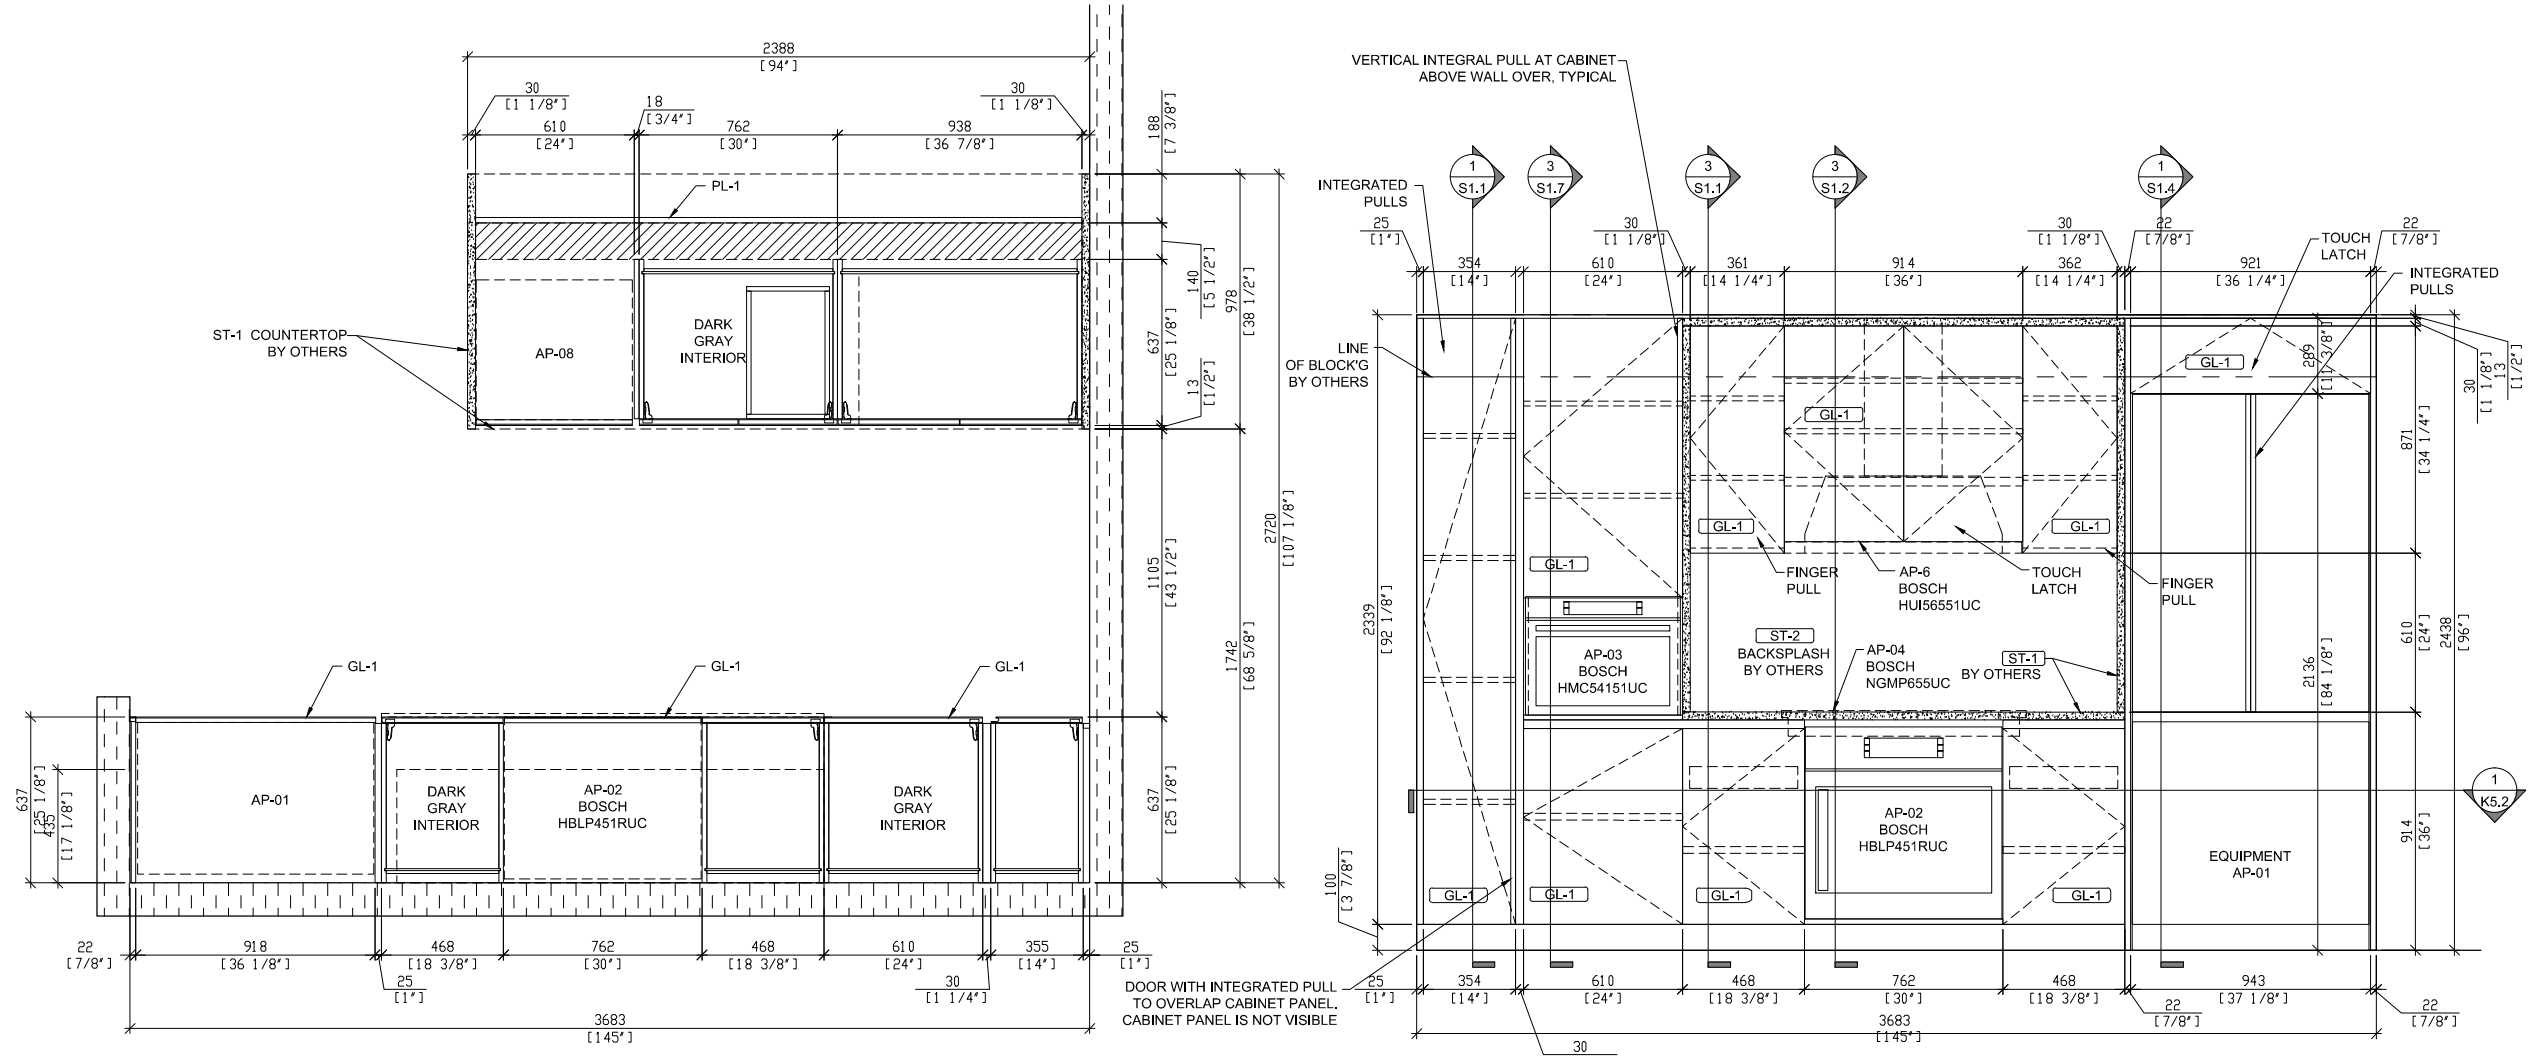 2388
[94"]
30
[1 1/8"]
18
[3/4"]
30
[1 1/8"]
610
[24"]
762
[30"]
938
[36 7/8"]
188
[7 3/8"]
PL-1
140
[5 1/2"]
978
[38 1/2"]
637
[25 1/8"]
13
[1/2"]
ST-1 COUNTERTOP
BY OTHERS
AP-08
DARK
GRAY
INTERIOR
2720
[107 1/8"]
1105
[43 1/2"]
1742
[68 5/8"]
637
[25 1/8"]
GL-1
GL-1
GL-1
637
[25 1/8"]
435
[17 1/8"]
AP-01
DARK
GRAY
INTERIOR
AP-02
BOSCH
HBLP451RUC
DARK
GRAY
INTERIOR
22
[7/8"]
918
[36 1/8"]
468
[18 3/8"]
762
[30"]
468
[18 3/8"]
610
[24"]
355
[14"]
25
[1"]
25
[1"]
30
[1 1/4"]
3683
[145"]
VERTICAL INTEGRAL PULL AT CABINET
ABOVE WALL OVER, TYPICAL
1
S1.1
3
S1.7
3
S1.1
3
S1.2
1
S1.4
INTEGRATED
PULLS
25
[1"]
30
[1 1/8"]
30
[1 1/8"]
22
[7/8"]
22
[7/8"]
TOUCH
LATCH
INTEGRATED
PULLS
354
[14"]
610
[24"]
361
[14 1/4"]
914
[36"]
362
[14 1/4"]
921
[36 1/4"]
LINE
OF BLOCK'G
BY OTHERS
GL-1
289
[11 3/8"]
30
[1 1/8"]
13
[1/2"]
GL-1
871
[34 1/4"]
GL-1
GL-1
GL-1
FINGER
PULL
AP-6
BOSCH
HUI56551UC
TOUCH
LATCH
FINGER
PULL
2339
[92 1/8"]
ST-2
BACKSPLASH
BY OTHERS
AP-03
BOSCH
HMC54151UC
AP-04
BOSCH
NGMP655UC
ST-1
BY OTHERS
610
[24"]
2438
[96"]
2136
[84 1/8"]
1
K5.2
AP-02
BOSCH
HBLP451RUC
EQUIPMENT
AP-01
914
[36"]
100
[3 7/8"]
GL-1
GL-1
GL-1
GL-1
DOOR WITH INTEGRATED PULL
TO OVERLAP CABINET PANEL.
CABINET PANEL IS NOT VISIBLE
25
[1"]
354
[14"]
610
[24"]
468
[18 3/8"]
762
[30"]
468
[18 3/8"]
943
[37 1/8"]
22
[7/8"]
22
[7/8"]
3683
[145"]
30